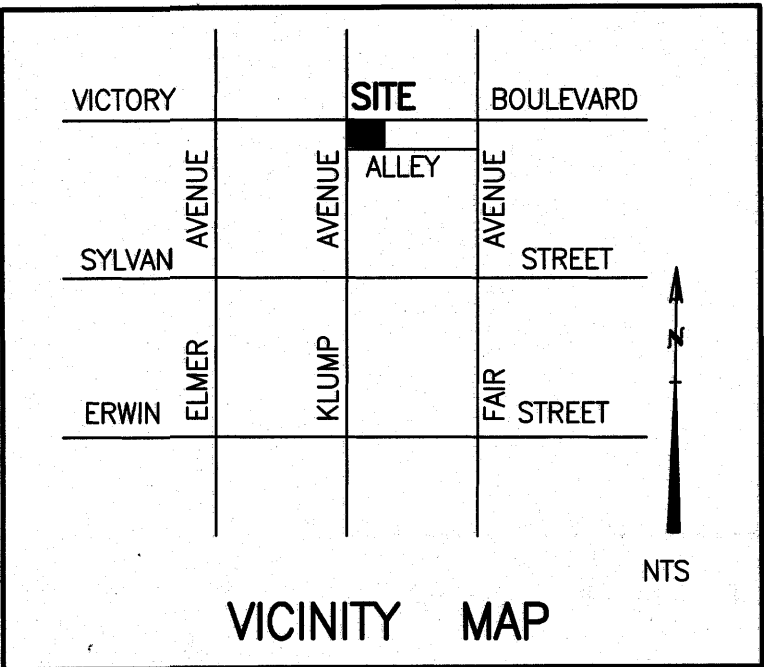 VICTORY SITE BOULEVARD
ALLEY
AVENUE AVENUE AVENUE
SYLVAN STREET
N
ELMER KLUMP FAIR
ERWIN STREET
NTS
VICINITY MAP